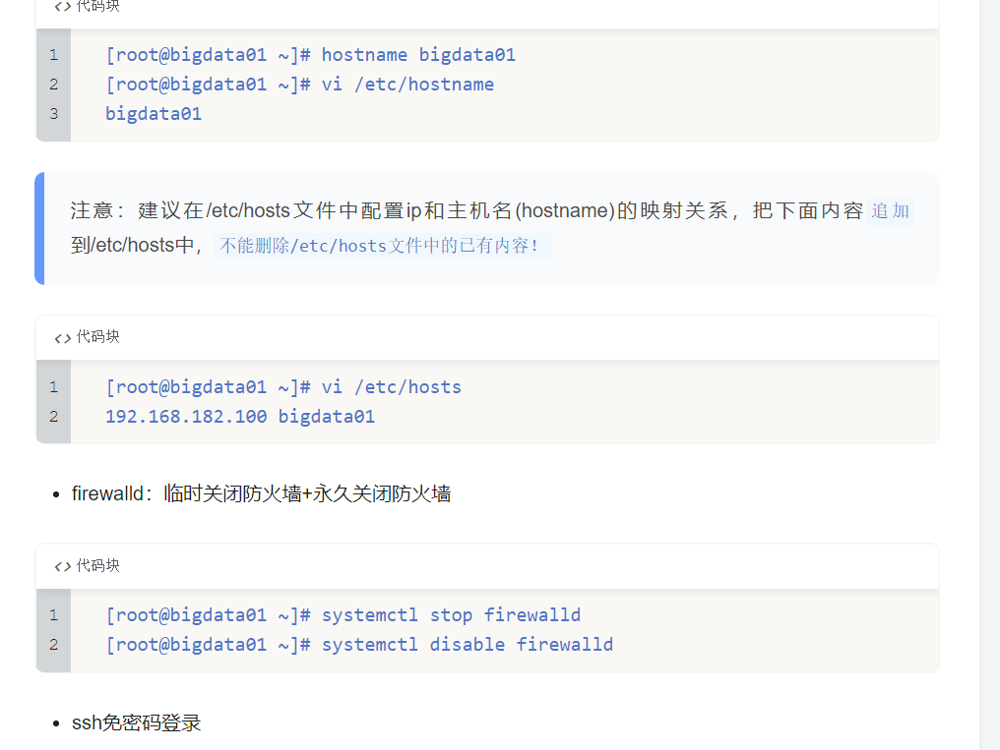 <> 代码块
1 [root@bigdata01 ~]# hostname bigdata01
2 [root@bigdata01 ~]# vi /etc/hostname
3 bigdata01
注意：建议在/etc/hosts文件中配置ip和主机名(hostname)的映射关系，把下面内容 追加
到/etc/hosts中， 不能删除/etc/hosts文件中的已有内容！
<> 代码块
1 [root@bigdata01 ~]# vi /etc/hosts
2 192.168.182.100 bigdata01
• firewalld：临时关闭防火墙+永久关闭防火墙
<> 代码块
1 [root@bigdata01 ~]# systemctl stop firewalld
2 [root@bigdata01 ~]# systemctl disable firewalld
• ssh免密码登录